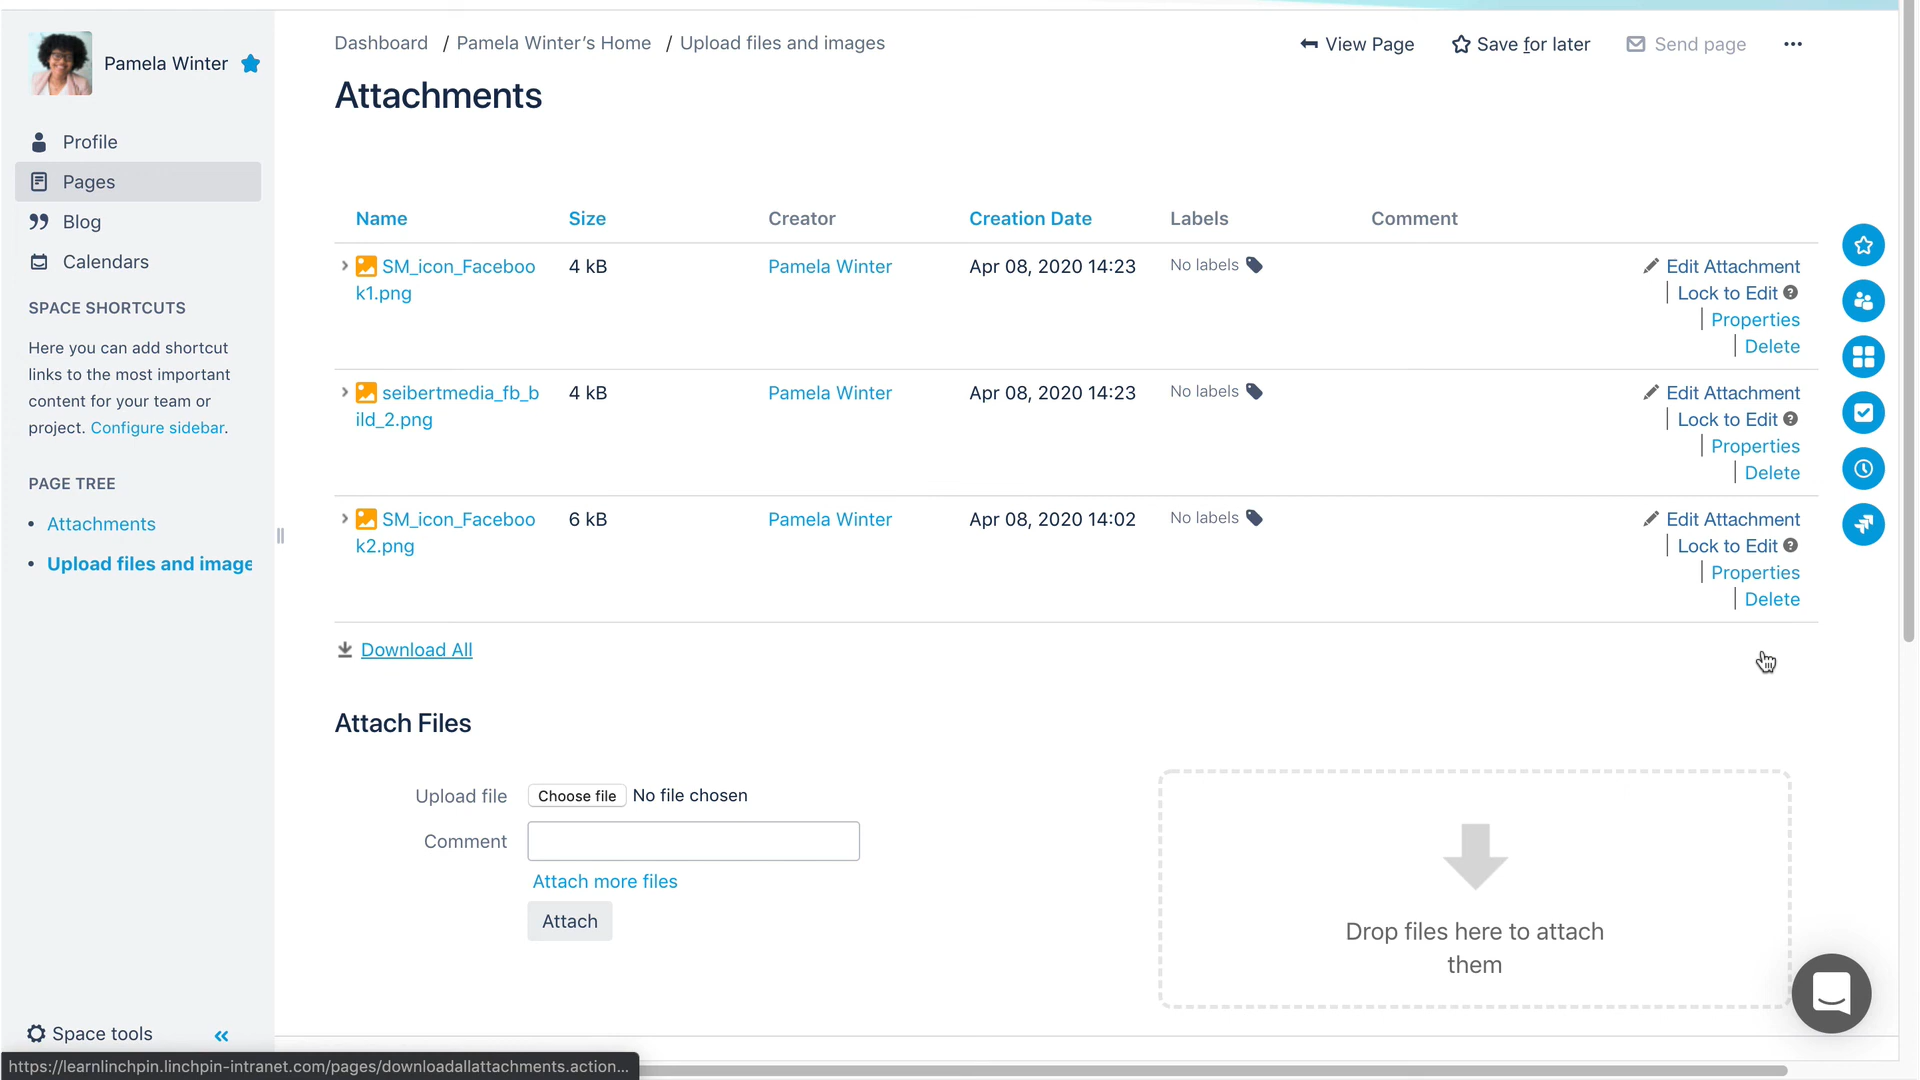 Pamela Winter
Profile
Pages
Blog
Calendars
SPACE SHORTCUTS
Here you can add shortcut
links to the most important
content for your team or
project. Configure sidebar.
PAGE TREE
• Attachments
• Upload files and image
Space tools
Dashboard / Pamela Winter's Home / Upload files and images
View Page
Save for later
Send page
Attachments
Name Size Creator Creation Date Labels Comment
SM_icon_Faceboo
k1.png
4 kB
Pamela Winter
Apr 08, 2020 14:23
No labels
Edit Attachment
| Lock to Edit ?
| Properties
| Delete
seibertmedia_fb_b
ild_2.png
4 kB
Pamela Winter
Apr 08, 2020 14:23
No labels
Edit Attachment
| Lock to Edit ?
| Properties
| Delete
SM_icon_Faceboo
k2.png
6 kB
Pamela Winter
Apr 08, 2020 14:02
No labels
Edit Attachment
| Lock to Edit ?
| Properties
| Delete
Download All
Attach Files
Upload file Choose file No file chosen
Comment
Attach more files
Attach
Drop files here to attach
them
https://learnlinchpin.linchpin-intranet.com/pages/downloadallattachments.action...